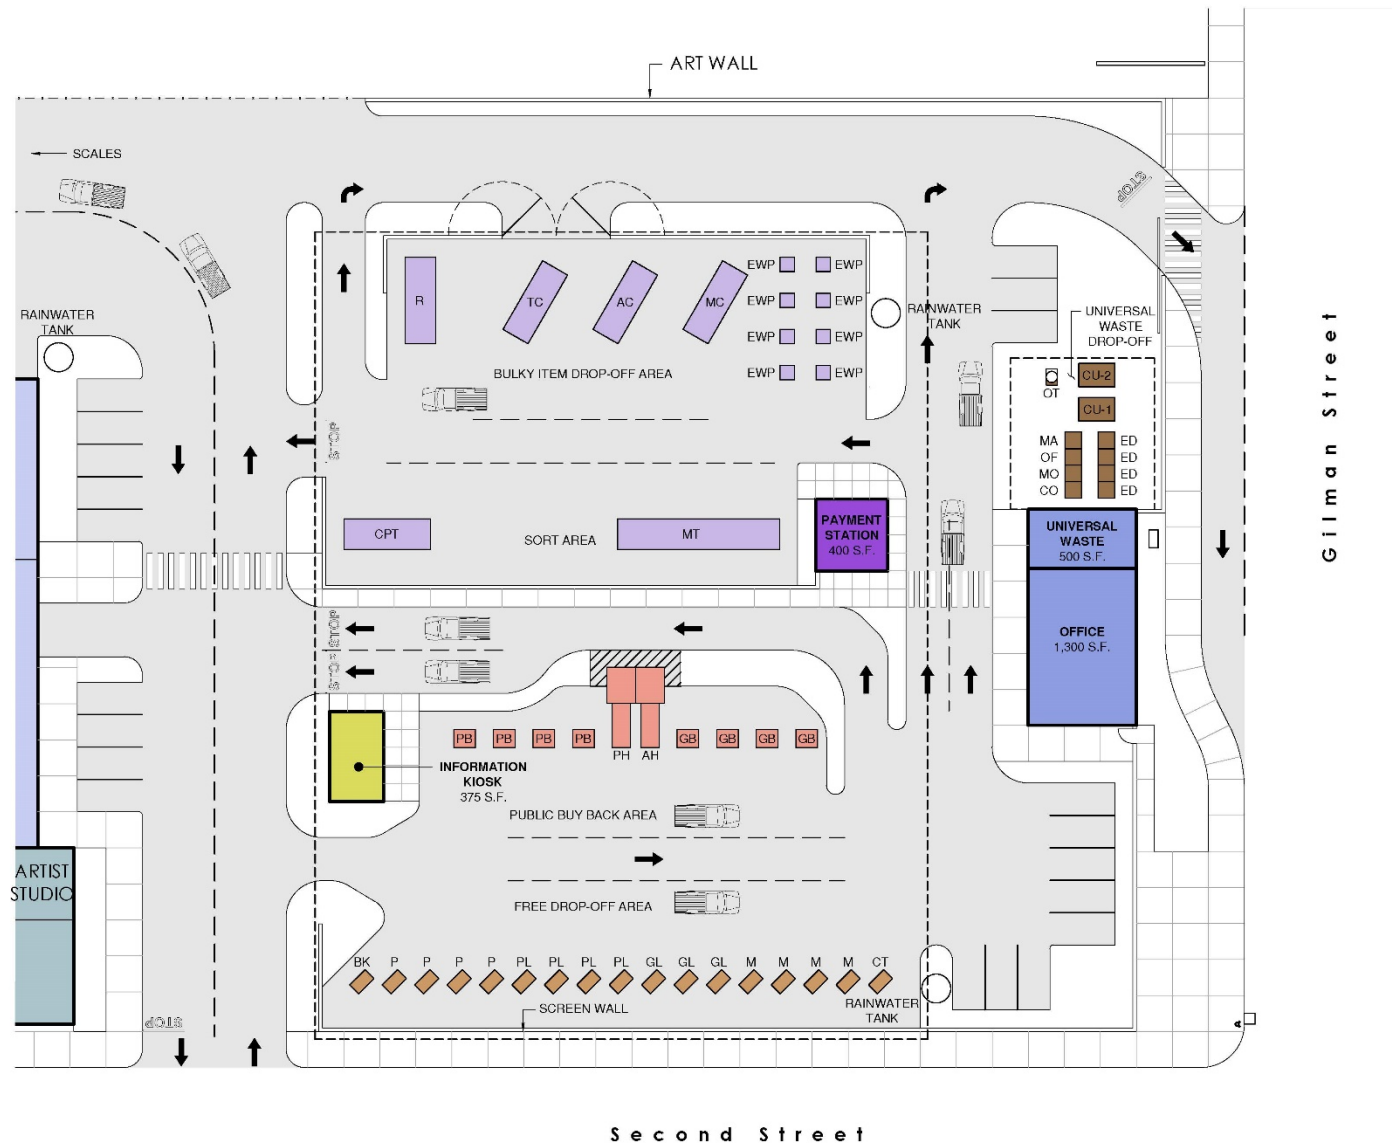 ART WALL
SCALES
STOP
RAINWATER
TANK
R
TC
AC
MC
EWP
EWP
EWP
EWP
EWP
EWP
EWP
EWP
RAINWATER
TANK
BULKY ITEM DROP-OFF AREA
UNIVERSAL
WASTE
DROP-OFF
OT
CU-2
CU-1
MA
ED
OF
ED
MO
ED
CO
ED
STOP
CPT
SORT AREA
MT
PAYMENT
STATION
400 S.F.
UNIVERSAL
WASTE
500 S.F.
OFFICE
1,300 S.F.
STOP
STOP
PB
PB
PB
PB
PH
AH
GB
GB
GB
GB
INFORMATION
KIOSK
375 S.F.
PUBLIC BUY BACK AREA
FREE DROP-OFF AREA
ARTIST
STUDIO
BK
P
P
P
P
PL
PL
PL
PL
GL
GL
GL
M
M
M
M
CT
SCREEN WALL
RAINWATER
TANK
STOP
Gilman Street
Second Street